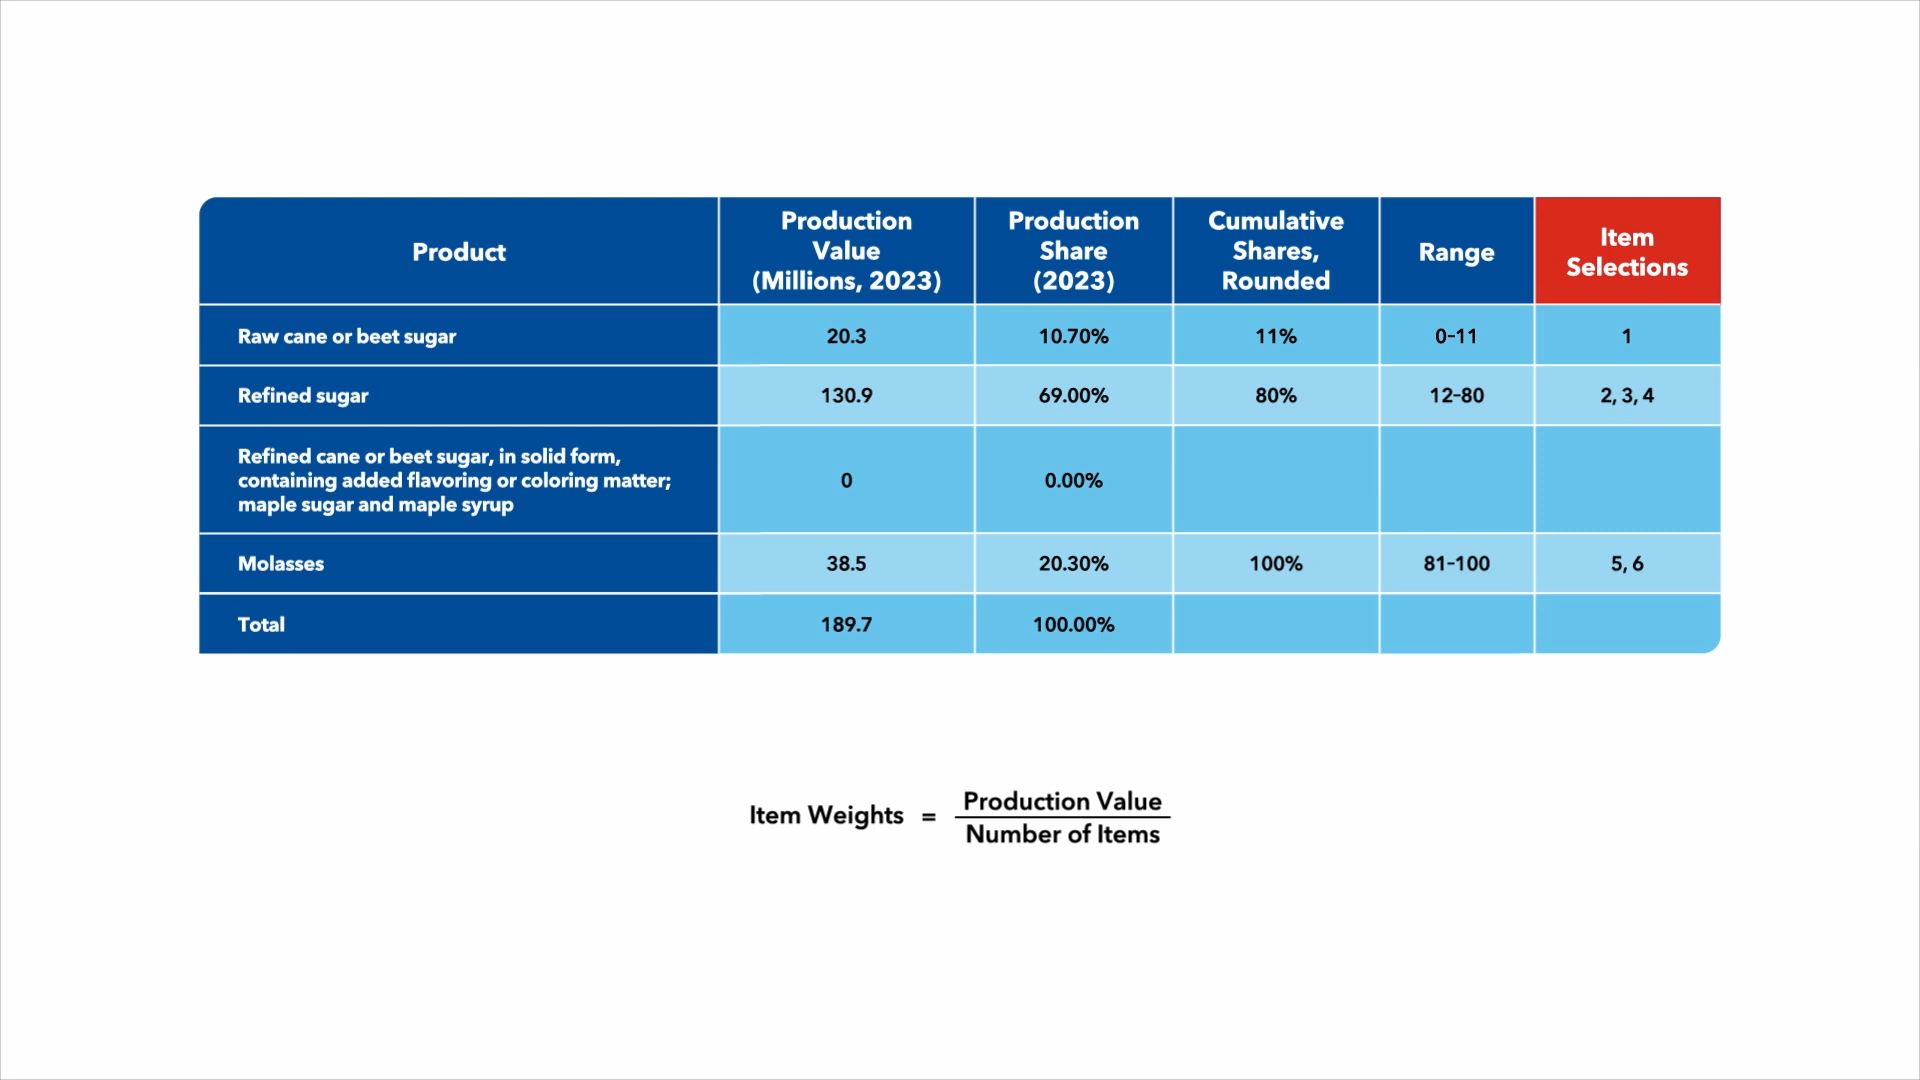 Product
Production
Value
(Millions, 2023)
Production
Share
(2023)
Cumulative
Shares,
Rounded
Range
Item
Selections
Raw cane or beet sugar
20.3
10.70%
11%
0-11
1
Refined sugar
130.9
69.00%
80%
12-80
2, 3, 4
Refined cane or beet sugar, in solid form,
containing added flavoring or coloring matter;
maple sugar and maple syrup
0
0.00%
Molasses
38.5
20.30%
100%
81-100
5, 6
Total
189.7
100.00%
Item Weights =
Production Value
Number of Items